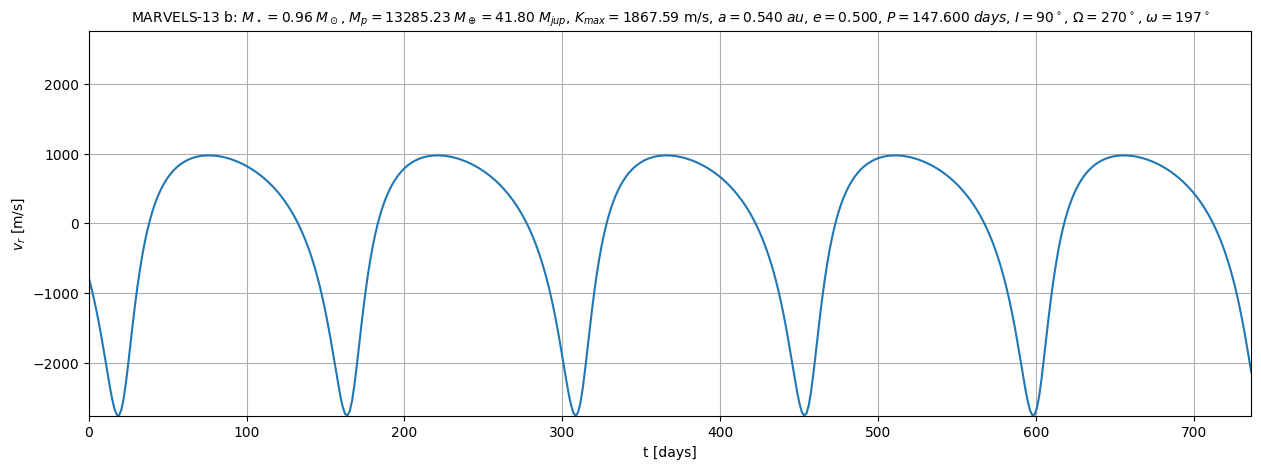 MARVELS-13 b: $M_\star = 0.96\ M_\odot$, $M_p = 13285.23\ M_\oplus = 41.80\ M_{jup}$, $K_{max} = 1867.59$ m/s, $a = 0.540\ au$, $e = 0.500$, $P = 147.600\ days$, $I = 90^\circ$, $\Omega = 270^\circ$, $\omega = 197^\circ$
$v_r$ [m/s]
2000
1000
0
−1000
−2000
0 100 200 300 400 500 600 700
t [days]